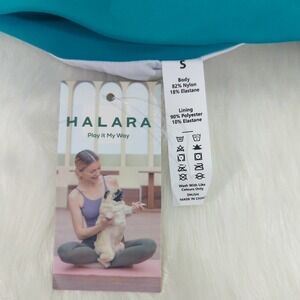 HALARA
Play It My Way
S
Body
82% Nylon
18% Elastane
Lining
90% Polyester
10% Elastane
Wash With Like
Colours Only
MADE IN CHINA